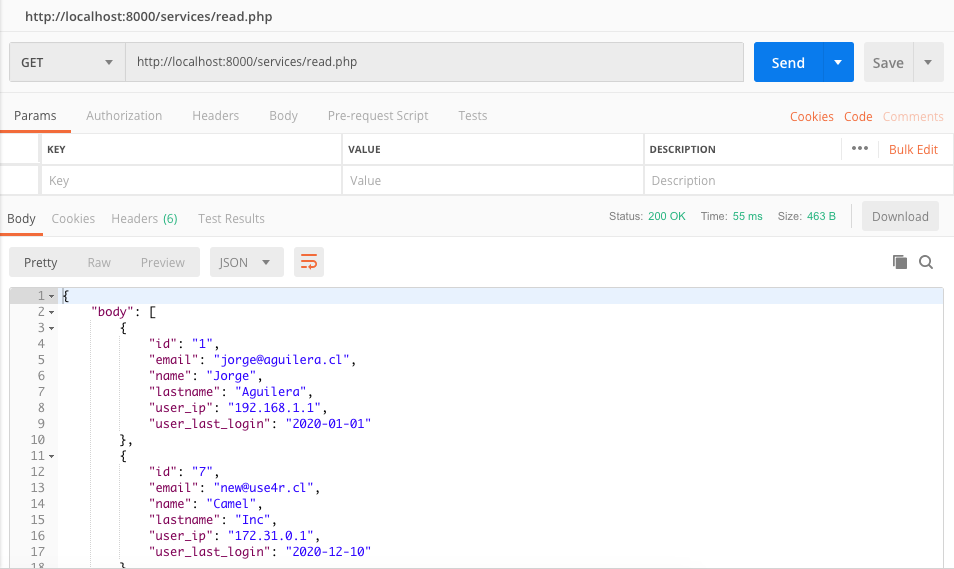 http://localhost:8000/services/read.php
GET http://localhost:8000/services/read.php Send Save
Params Authorization Headers Body Pre-request Script Tests Cookies Code Comments
KEY VALUE DESCRIPTION ••• Bulk Edit
Key Value Description
Body Cookies Headers (6) Test Results Status: 200 OK Time: 55 ms Size: 463 B Download
Pretty Raw Preview JSON
1 {
2 "body": [
3 {
4 "id": "1",
5 "email": "jorge@aguilera.cl",
6 "name": "Jorge",
7 "lastname": "Aguilera",
8 "user_ip": "192.168.1.1",
9 "user_last_login": "2020-01-01"
10 },
11 {
12 "id": "7",
13 "email": "new@use4r.cl",
14 "name": "Camel",
15 "lastname": "Inc",
16 "user_ip": "172.31.0.1",
17 "user_last_login": "2020-12-10"
18 }